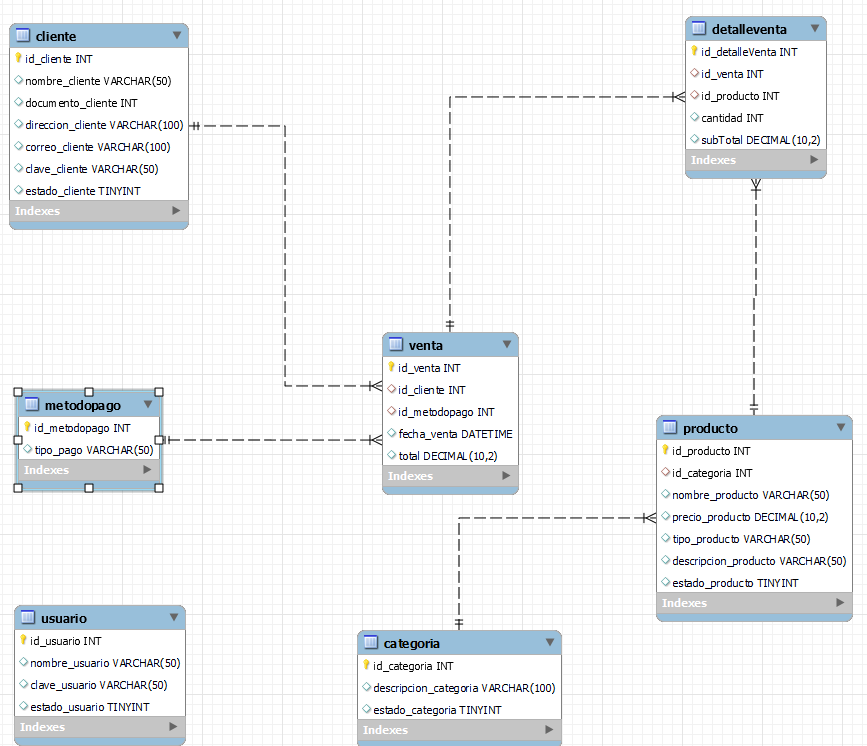 cliente
id_cliente INT
nombre_cliente VARCHAR(50)
documento_cliente INT
direccion_cliente VARCHAR(100)
correo_cliente VARCHAR(100)
clave_cliente VARCHAR(50)
estado_cliente TINYINT
Indexes
detalleventa
id_detalleVenta INT
id_venta INT
id_producto INT
cantidad INT
subTotal DECIMAL(10,2)
Indexes
venta
id_venta INT
id_cliente INT
id_metodopago INT
fecha_venta DATETIME
total DECIMAL(10,2)
Indexes
metodopago
id_metodopago INT
tipo_pago VARCHAR(50)
Indexes
producto
id_producto INT
id_categoria INT
nombre_producto VARCHAR(50)
precio_producto DECIMAL(10,2)
tipo_producto VARCHAR(50)
descripcion_producto VARCHAR(50)
estado_producto TINYINT
Indexes
usuario
id_usuario INT
nombre_usuario VARCHAR(50)
clave_usuario VARCHAR(50)
estado_usuario TINYINT
Indexes
categoria
id_categoria INT
descripcion_categoria VARCHAR(100)
estado_categoria TINYINT
Indexes